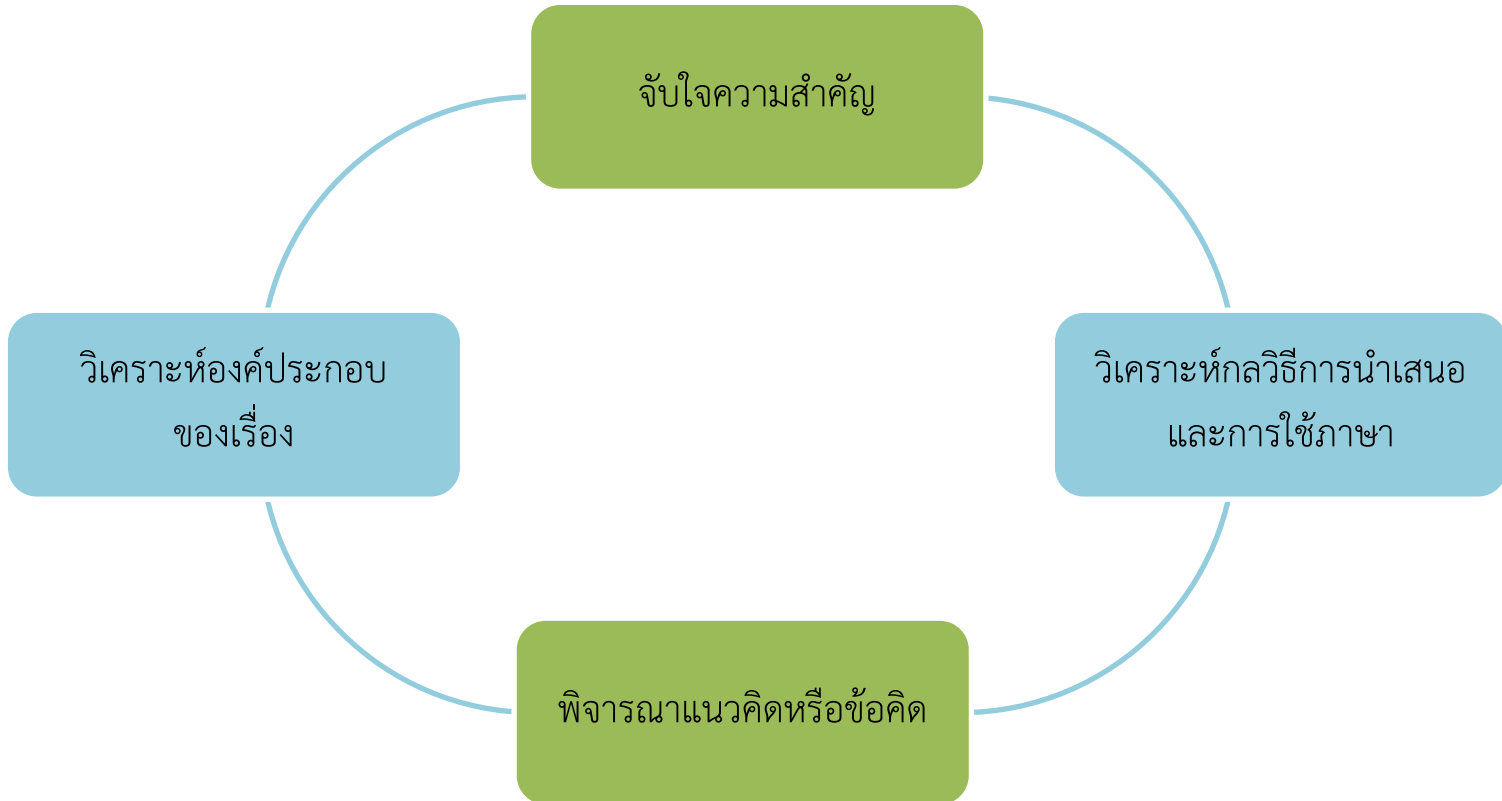 จับใจความสำคัญ
วิเคราะห์องค์ประกอบ
ของเรื่อง
วิเคราะห์กลวิธีการนำเสนอ
และการใช้ภาษา
พิจารณาแนวคิดหรือข้อคิด